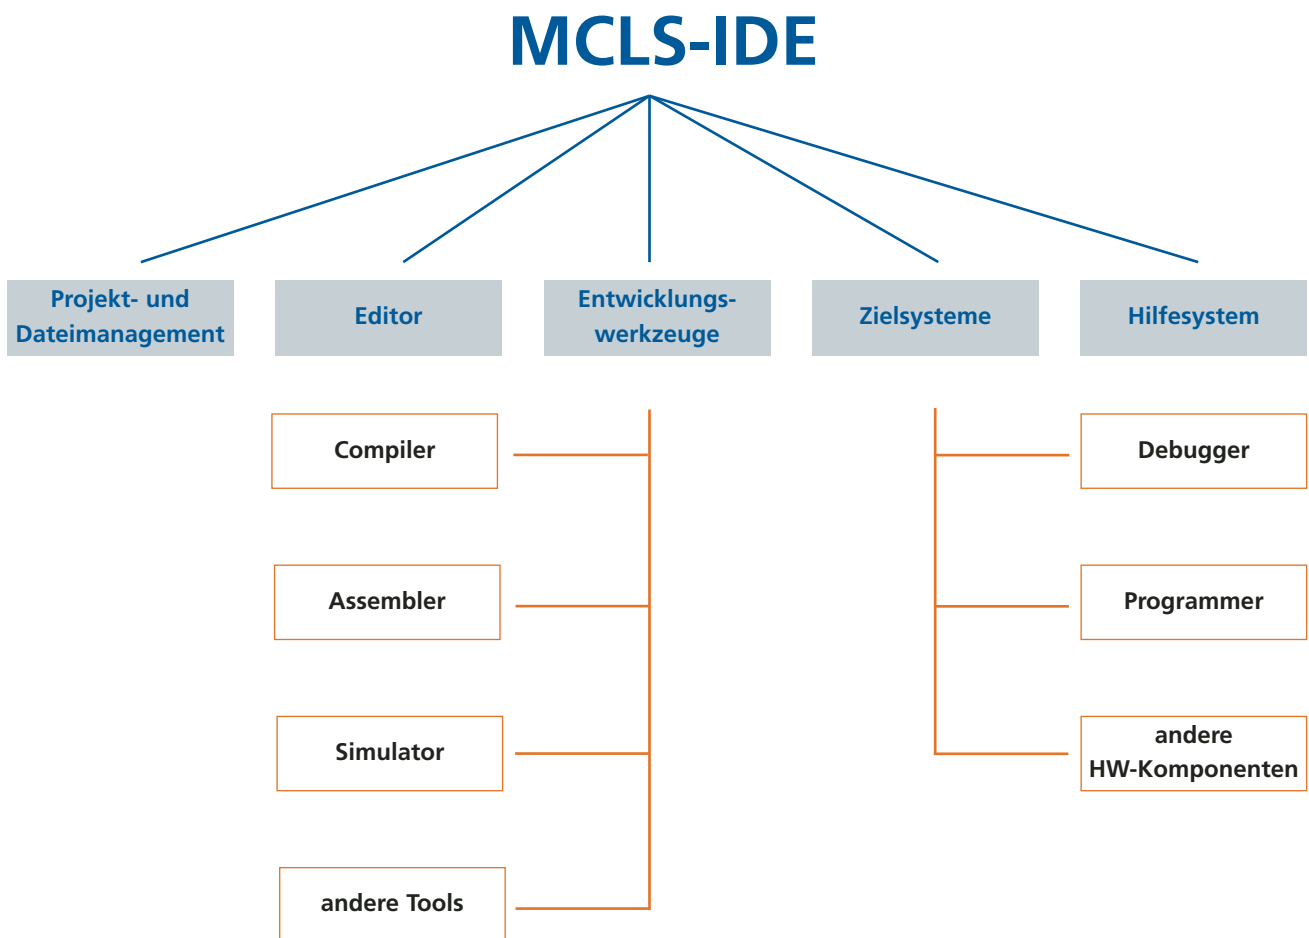 MCLS-IDE
Projekt- und
Dateimanagement
Editor
Entwicklungs-
werkzeuge
Zielsysteme
Hilfesystem
Compiler
Debugger
Assembler
Programmer
Simulator
andere
HW-Komponenten
andere Tools